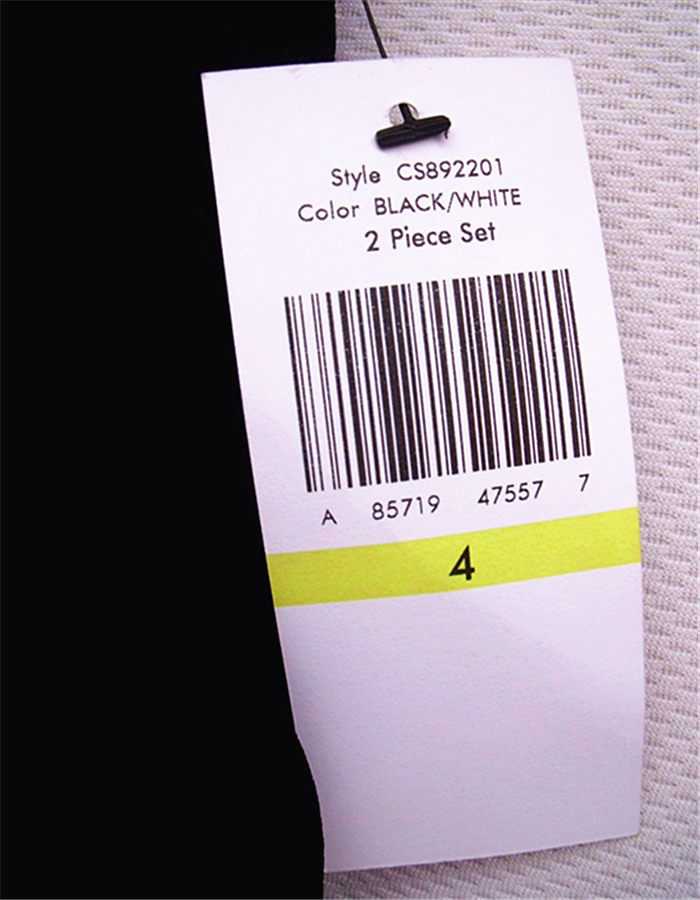 Style CS892201
Color BLACK/WHITE
2 Piece Set
A 85719 47557 7
4